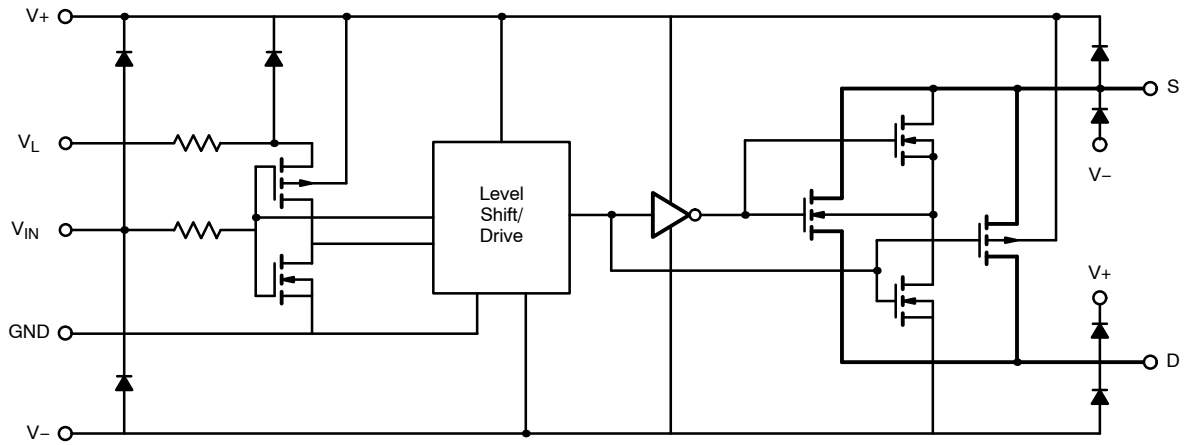 V+
S
V_L
V−
Level
Shift/
Drive
V_IN
V+
GND
D
V−